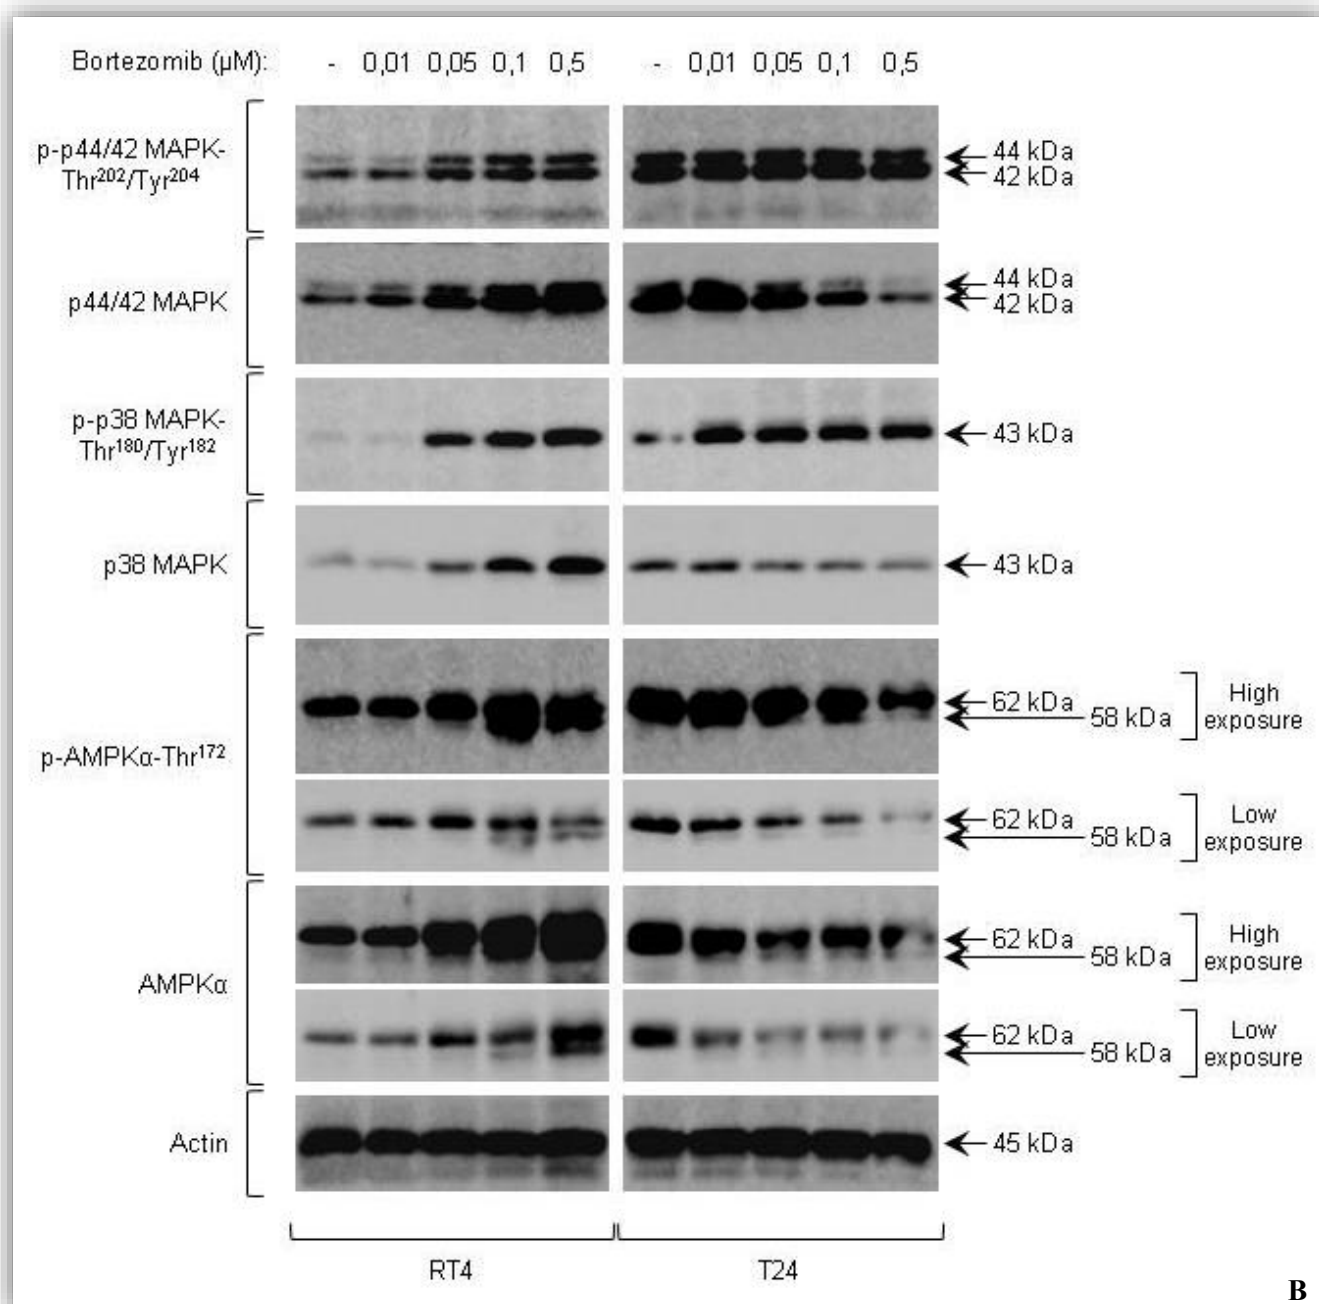 Bortezomib (µM): - 0,01 0,05 0,1 0,5 - 0,01 0,05 0,1 0,5
p-p44/42 MAPK-
Thr202/Tyr204
44 kDa
42 kDa
p44/42 MAPK
44 kDa
42 kDa
p-p38 MAPK-
Thr180/Tyr182
43 kDa
p38 MAPK
43 kDa
p-AMPKα-Thr172
62 kDa
58 kDa
High
exposure
62 kDa
58 kDa
Low
exposure
AMPKα
62 kDa
58 kDa
High
exposure
62 kDa
58 kDa
Low
exposure
Actin
45 kDa
RT4
T24
B